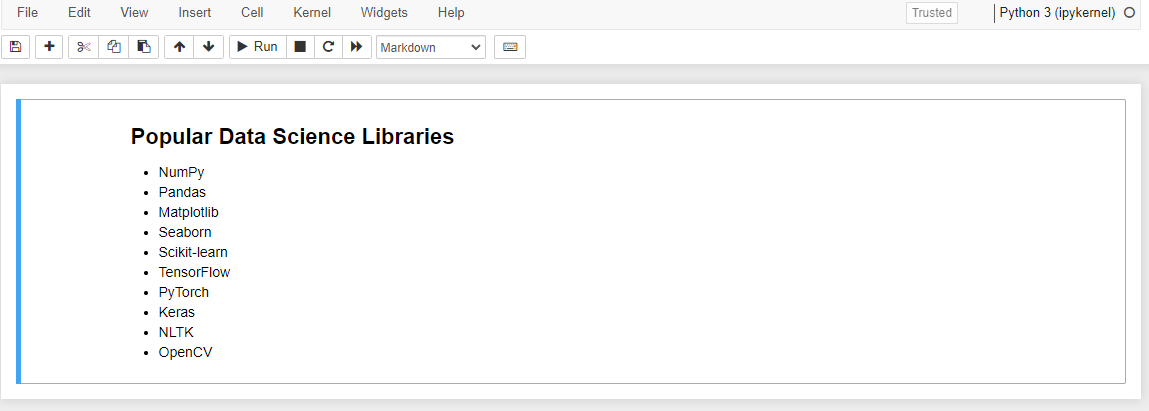 File Edit View Insert Cell Kernel Widgets Help Trusted Python 3 (ipykernel)
Run Markdown
Popular Data Science Libraries
NumPy
Pandas
Matplotlib
Seaborn
Scikit-learn
TensorFlow
PyTorch
Keras
NLTK
OpenCV